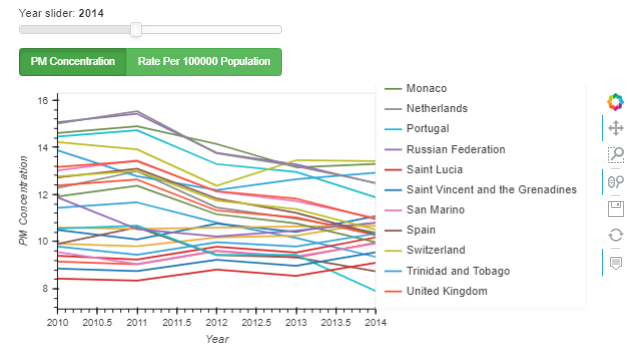 Year slider: 2014
PM Concentration
Rate Per 100000 Population
16
14
12
10
8
PM Concentration
2010
2010.5
2011
2011.5
2012
2012.5
2013
2013.5
2014
Year
Monaco
Netherlands
Portugal
Russian Federation
Saint Lucia
Saint Vincent and the Grenadines
San Marino
Spain
Switzerland
Trinidad and Tobago
United Kingdom